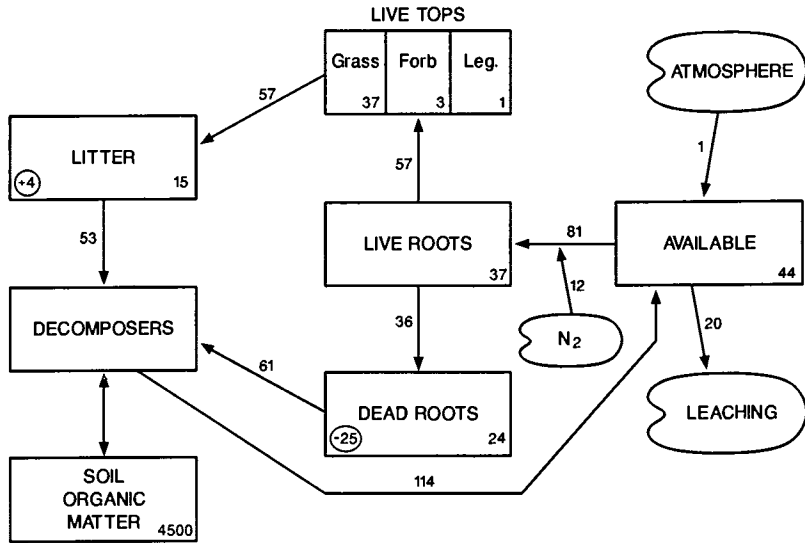 LIVE TOPS
Grass Forb Leg.
37 3 1
ATMOSPHERE
57
1
LITTER
+4 15
57
53
LIVE ROOTS
37
81
12
AVAILABLE
44
DECOMPOSERS
36
N2
20
61
DEAD ROOTS
-25 24
LEACHING
SOIL
ORGANIC
MATTER
4500
114